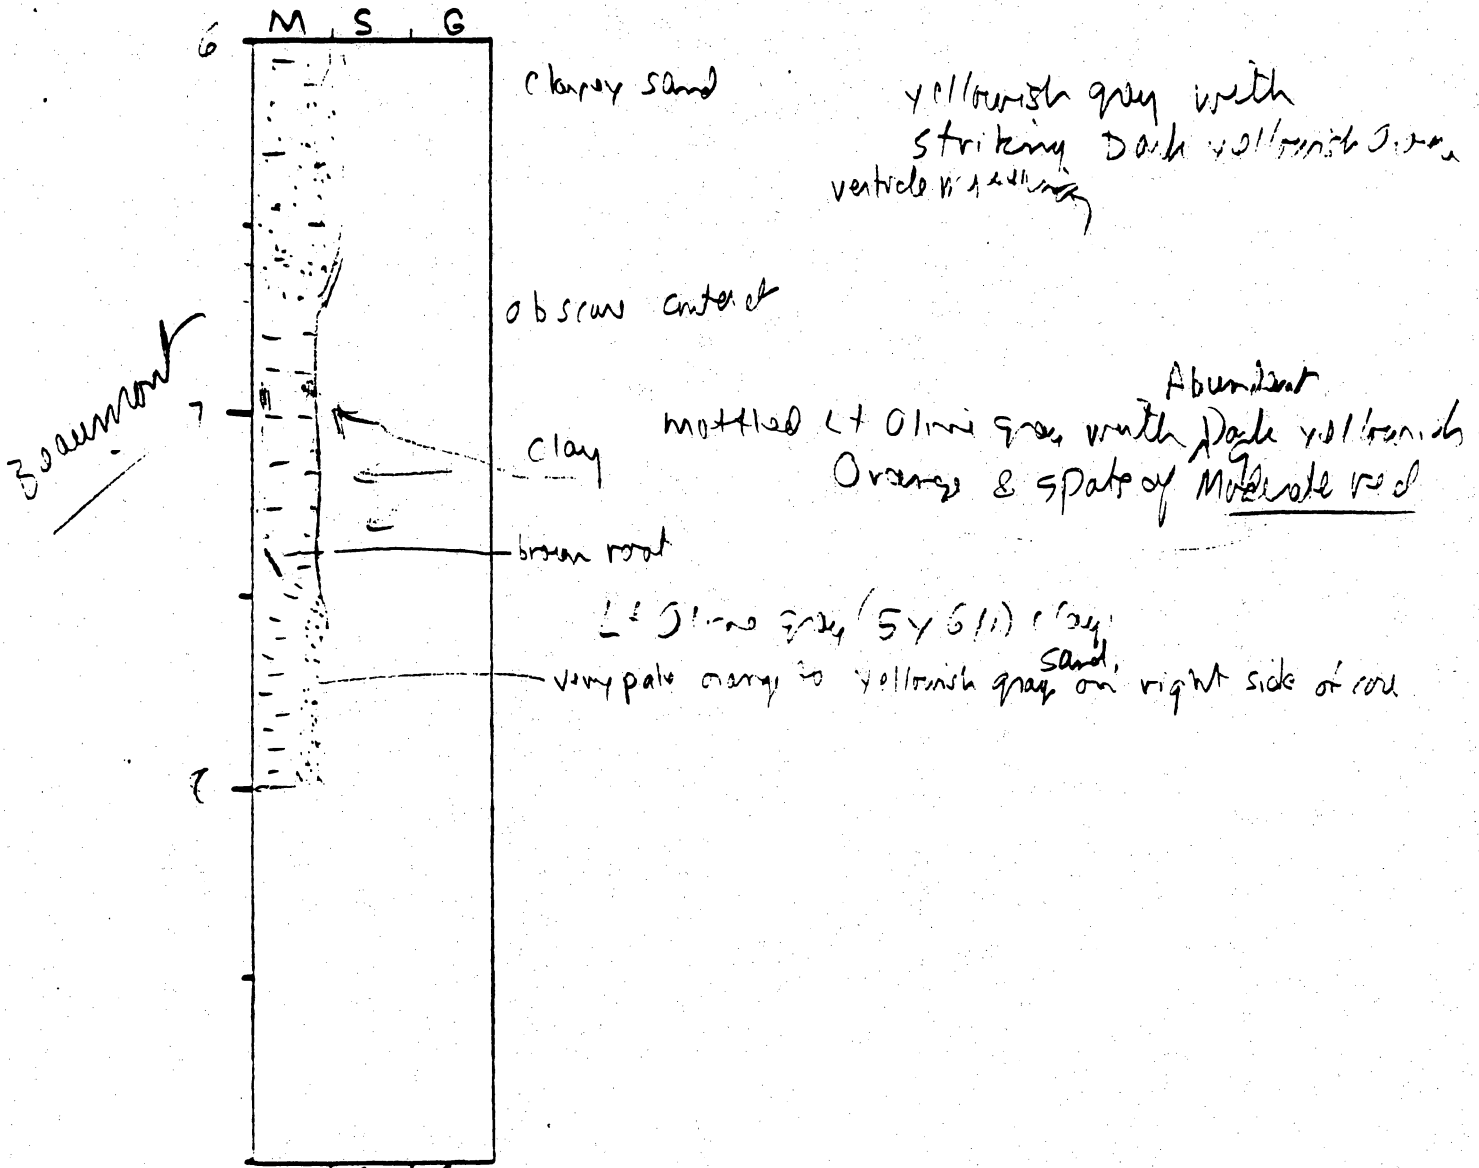 M S G
6
clayey sand
yellowish gray with
striking Dark yellowish Orange
verticle
obscure contact
Beaumont
7
Abundant
mottled Lt Olive gray with Dark yellowish
Orange & spots of Moderate red
clay
brown root
Lt Olive gray (5Y 6/1) clay
sand,
very pale orange to yellowish gray on right side of core
8